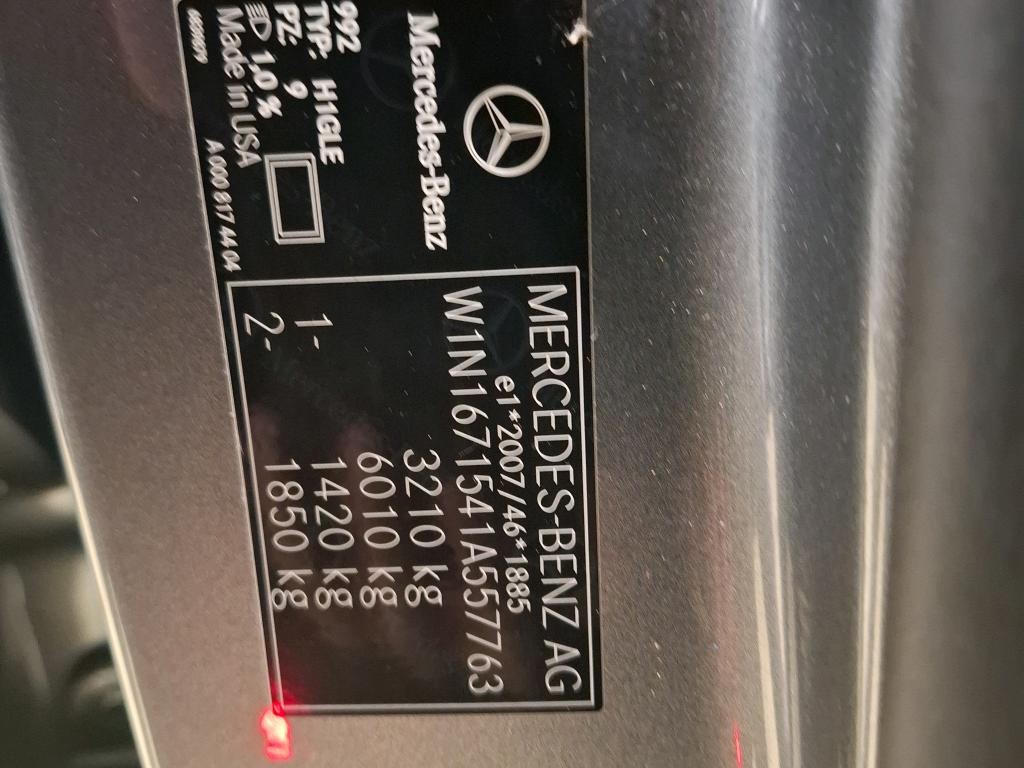 Mercedes-Benz
992
TYP: H1GLE
PZ: 9
1,0 %
Made in USA
A 000 817 44 04
MERCEDES-BENZ AG
e1*2007/46*1885
W1N1671541A557763
3210 kg
6010 kg
1- 1420 kg
2- 1850 kg